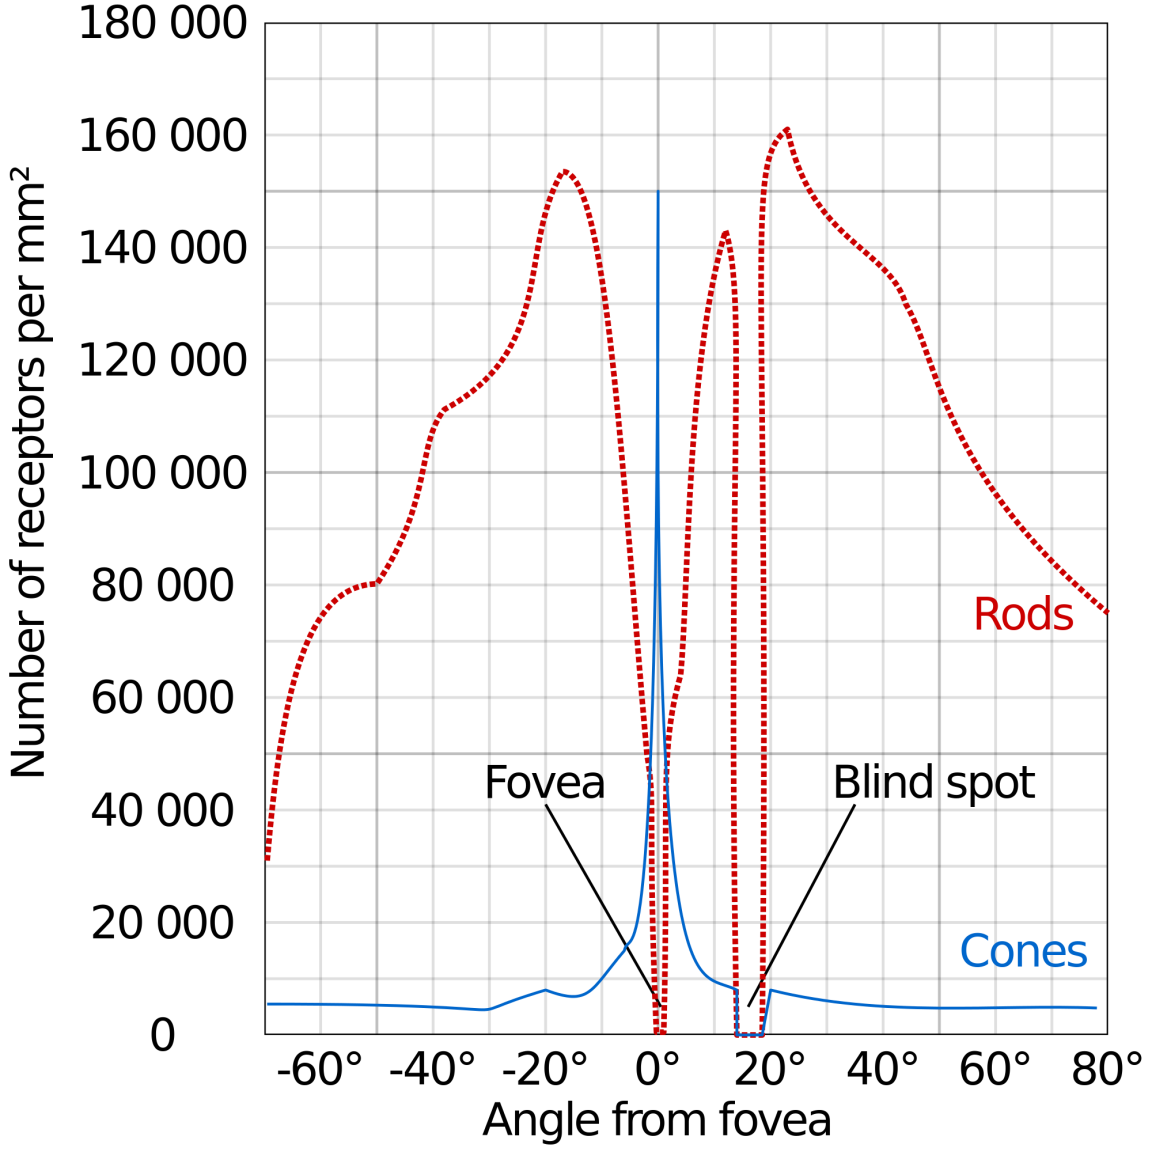 Number of receptors per mm²
180 000
160 000
140 000
120 000
100 000
80 000
60 000
40 000
20 000
0
Rods
Fovea
Blind spot
Cones
-60° -40° -20° 0° 20° 40° 60° 80°
Angle from fovea